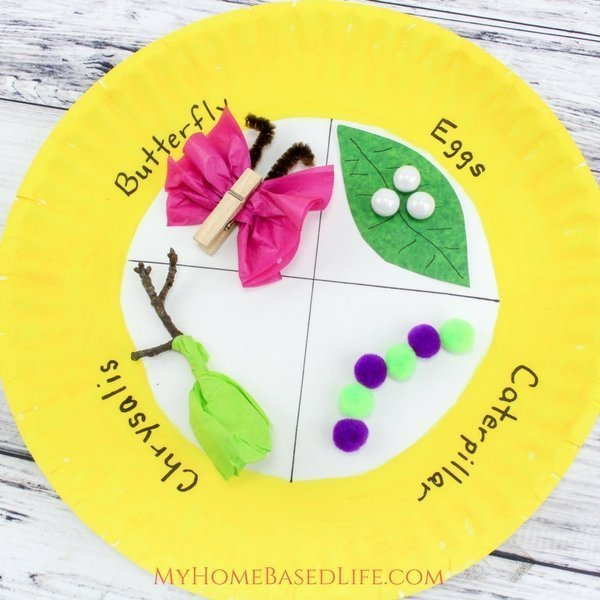 Butterfly
Eggs
Chrysalis
Caterpillar
MyHomeBasedLife.com